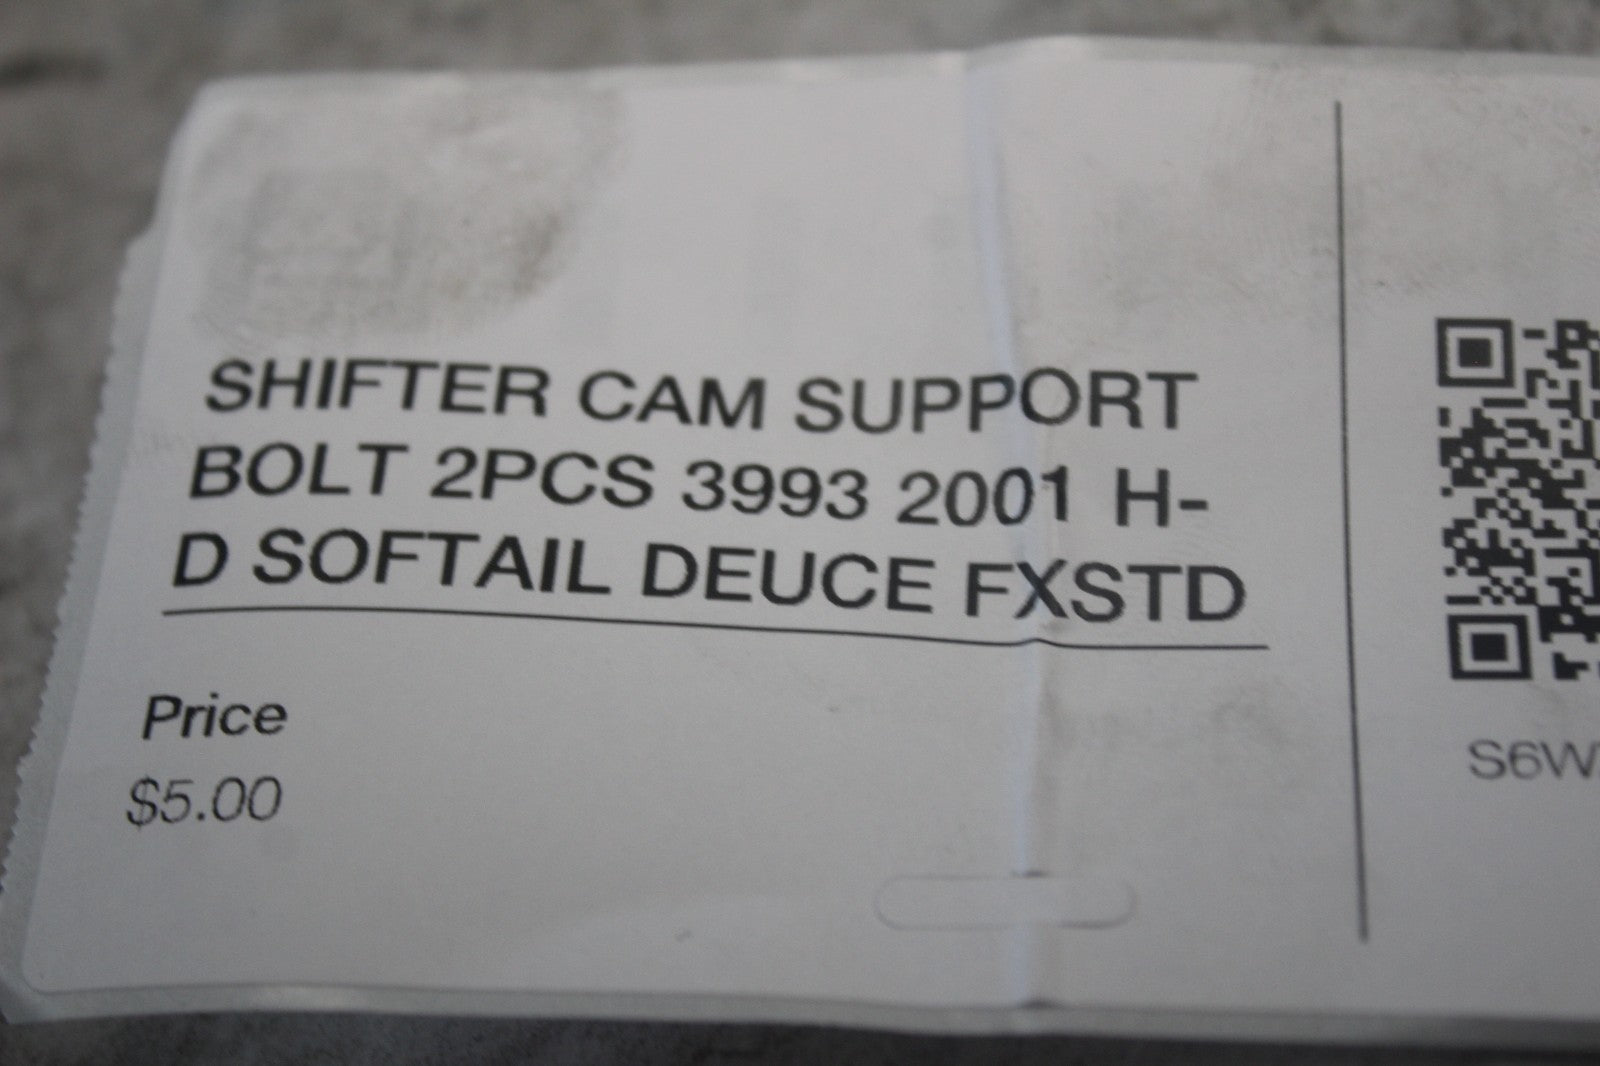 SHIFTER CAM SUPPORT
BOLT 2PCS 3993 2001 H-
D SOFTAIL DEUCE FXSTD
Price
$5.00
S6W